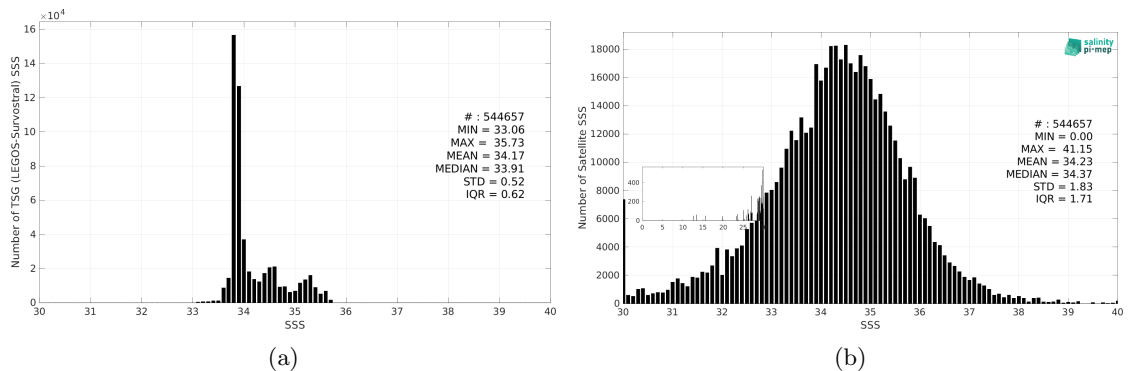 ×10⁴
16
14
12
10
8
6
4
2
0
30 31 32 33 34 35 36 37 38 39 40
SSS
Number of TSG (LEGOS-Survostral) SSS
# : 544657
MIN = 33.06
MAX = 35.73
MEAN = 34.17
MEDIAN = 33.91
STD = 0.52
IQR = 0.62
(a)
salinity
pi-mep
18000
16000
14000
12000
10000
8000
6000
4000
2000
0
30 31 32 33 34 35 36 37 38 39 40
SSS
Number of Satellite SSS
# : 544657
MIN = 0.00
MAX = 41.15
MEAN = 34.23
MEDIAN = 34.37
STD = 1.83
IQR = 1.71
400
200
0
0 5 10 15 20 25
(b)